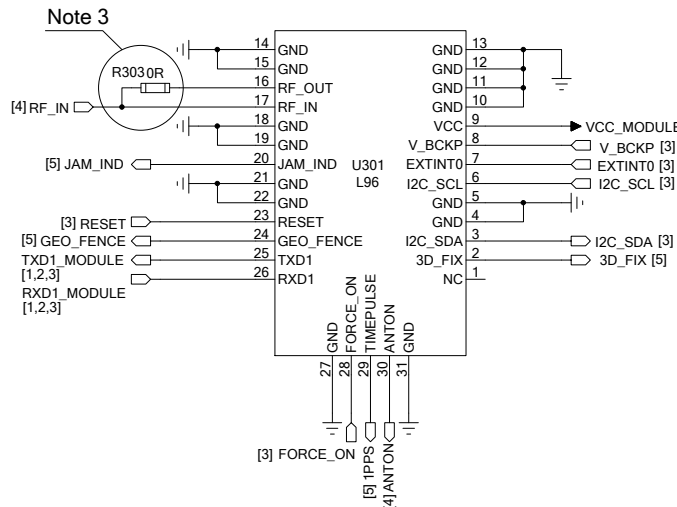 Note 3
14 GND
15 GND
R303 0R
16 RF_OUT
[4] RF_IN 17 RF_IN
18 GND
19 GND
[5] JAM_IND 20 JAM_IND
21 GND
22 GND
[3] RESET 23 RESET
[5] GEO_FENCE 24 GEO_FENCE
TXD1_MODULE 25 TXD1
[1,2,3]
26 RXD1
RXD1_MODULE
[1,2,3]
U301
L96
GND 13
GND 12
GND 11
GND 10
VCC 9 VCC_MODULE
V_BCKP 8 V_BCKP [3]
EXTINT0 7 EXTINT0 [3]
I2C_SCL 6 I2C_SCL [3]
GND 5
GND 4
I2C_SDA 3 I2C_SDA [3]
3D_FIX 2 3D_FIX [5]
NC 1
GND 27
FORCE_ON 28
TIMEPULSE 29
ANTON 30
GND 31
[3] FORCE_ON
[5] 1PPS
[4] ANTON